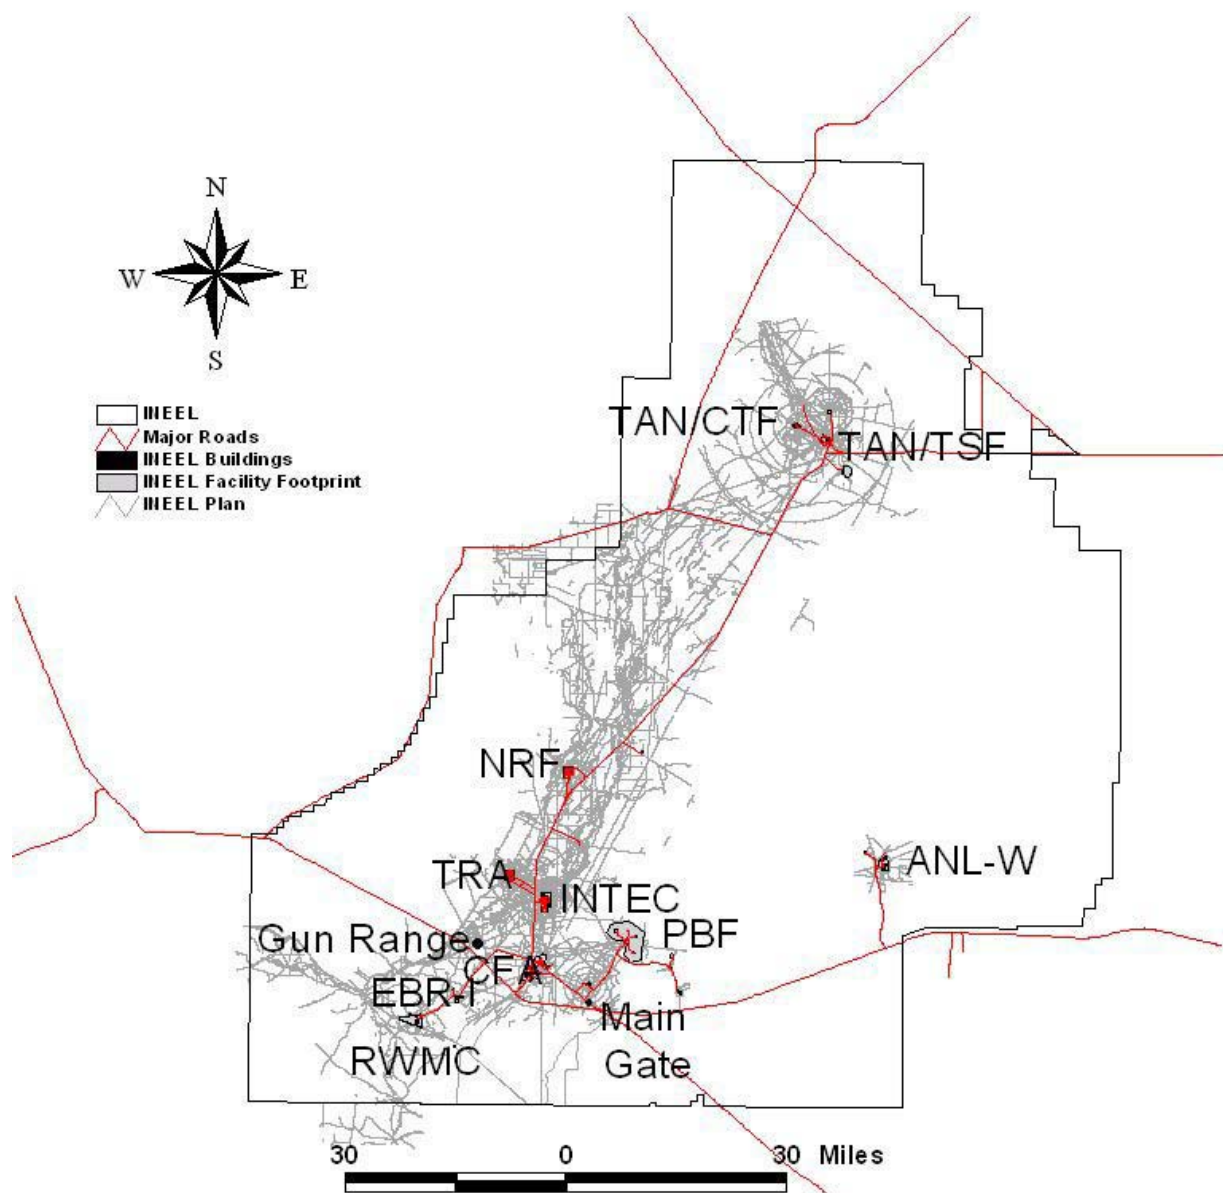 N
W E
S
INEEL
Major Roads
INEEL Buildings
INEEL Facility Footprint
INEEL Plan
TAN/CTF
TAN/TSF
NRF
TRA
INTEC
ANL-W
PBF
Gun Range
CFA
EBR-I
Main
Gate
RWMC
30 0 30 Miles